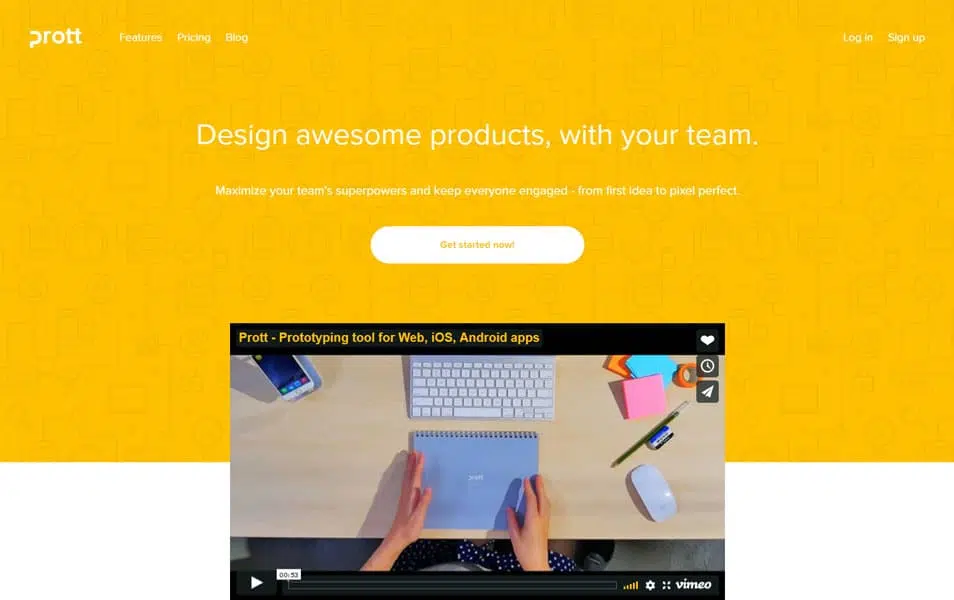 prott
Features Pricing Blog
Log in Sign up
Design awesome products, with your team.
Maximize your team's superpowers and keep everyone engaged - from first idea to pixel perfect.
Get started now!
Prott - Prototyping tool for Web, iOS, Android apps
prott
00:53
vimeo